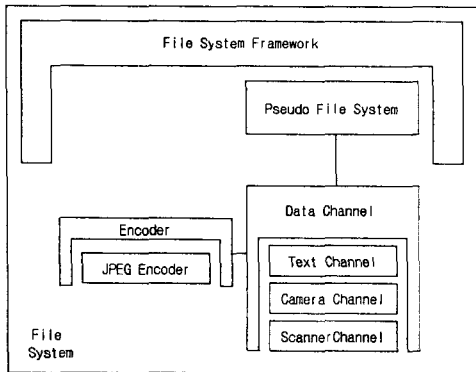 File System Framework
Pseudo File System
Data Channel
Encoder
JPEG Encoder
Text Channel
Camera Channel
ScannerChannel
File
System